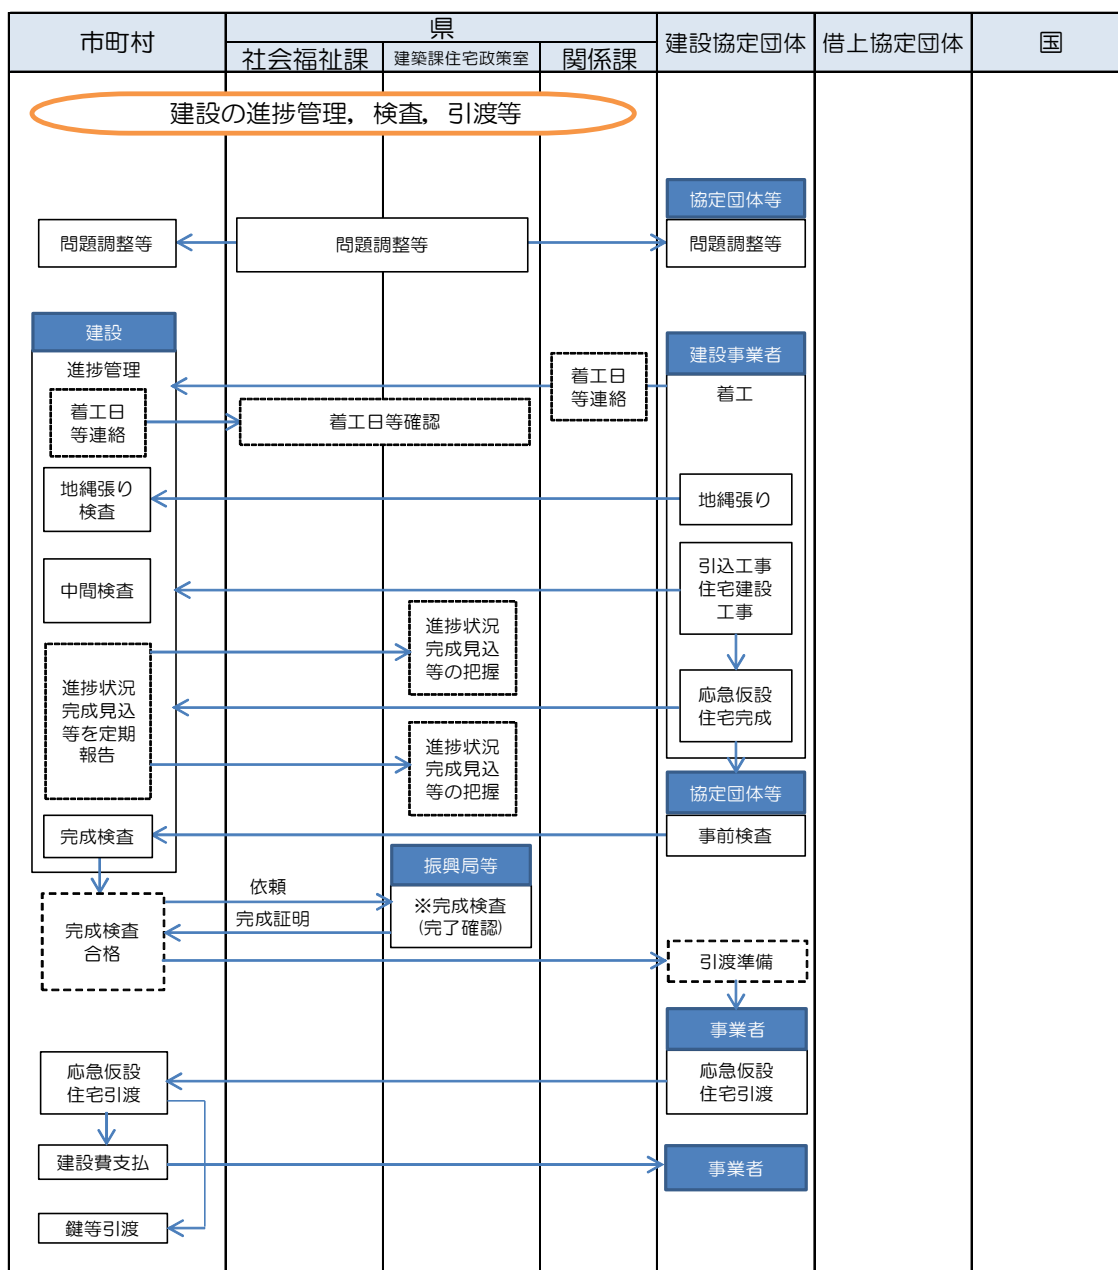 市町村
県
社会福祉課
建築課住宅政策室
関係課
建設協定団体
借上協定団体
国
建設の進捗管理，検査，引渡等
協定団体等
問題調整等
問題調整等
問題調整等
建設
進捗管理
着工日
等連絡
着工日等確認
着工日
等連絡
建設事業者
着工
地縄張り
検査
地縄張り
中間検査
引込工事
住宅建設
工事
進捗状況
完成見込
等の把握
進捗状況
完成見込
等を定期
報告
応急仮設
住宅完成
進捗状況
完成見込
等の把握
協定団体等
完成検査
事前検査
振興局等
依頼
※完成検査
(完了確認)
完成証明
完成検査
合格
引渡準備
事業者
応急仮設
住宅引渡
応急仮設
住宅引渡
建設費支払
事業者
鍵等引渡